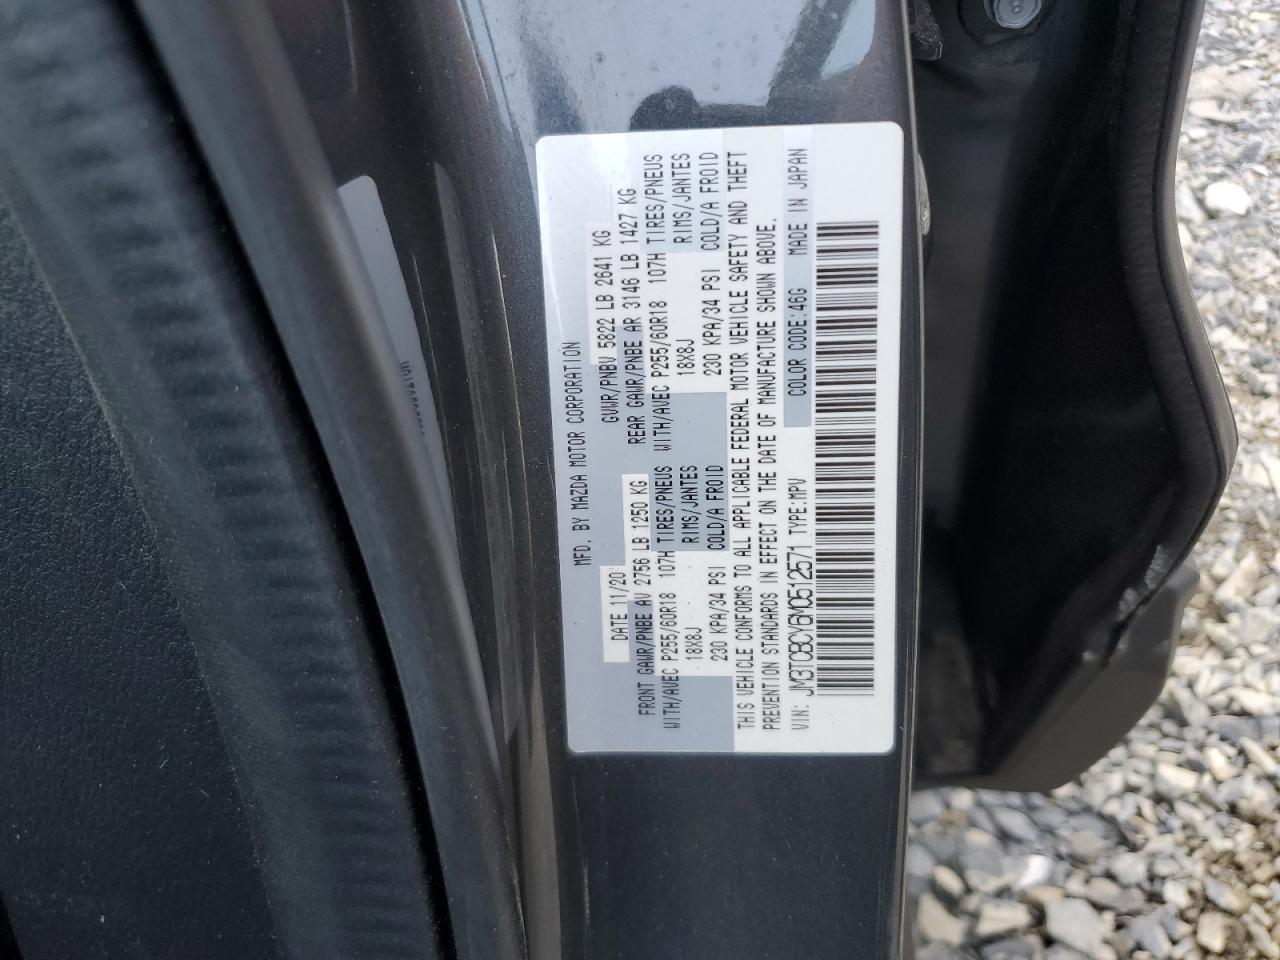 MFD. BY MAZDA MOTOR CORPORATION
DATE 11/20 GVWR/PNBV 5822 LB 2641 KG
FRONT GAWR/PNBE AV 2756 LB 1250 KG REAR GAWR/PNBE AR 3146 LB 1427 KG
WITH/AVEC P255/60R18 107H TIRES/PNEUS WITH/AVEC P255/60R18 107H TIRES/PNEUS
18X8J RIMS/JANTES 18X8J RIMS/JANTES
230 KPA/34 PSI COLD/A FROID 230 KPA/34 PSI COLD/A FROID
THIS VEHICLE CONFORMS TO ALL APPLICABLE FEDERAL MOTOR VEHICLE SAFETY AND THEFT
PREVENTION STANDARDS IN EFFECT ON THE DATE OF MANUFACTURE SHOWN ABOVE.
VIN: JM3TCBCY6M0512571 TYPE:MPV COLOR CODE:46G MADE IN JAPAN